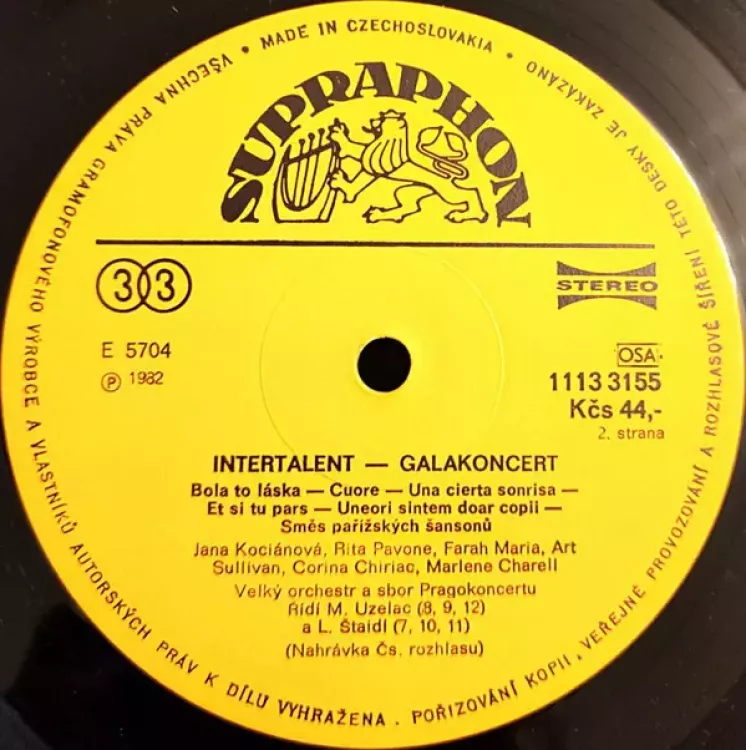 VŠECHNA PRÁVA GRAMOFONOVÉHO VÝROBCE A VLASTNÍKŮ AUTORSKÝCH PRÁV K DÍLU VYHRAŽENA . POŘIZOVÁNÍ KOPIÍ, VEŘEJNÉ PROVOZOVÁNÍ A ROZHLASOVÉ ŠÍŘENÍ TÉTO DESKY JE ZAKÁZÁNO
• MADE IN CZECHOSLOVAKIA •
SUPRAPHON
33
STEREO
E 5704
OSA
Ⓟ 1982
1113 3155
Kčs 44,-
2. strana
INTERTALENT — GALAKONCERT
Bola to láska — Cuore — Una cierta sonrisa —
Et si tu pars — Uneori sintem doar copii —
Směs pařížských šansonů
Jana Kociánová, Rita Pavone, Farah Maria, Art
Sullivan, Corina Chiriac, Marlene Charell
Velký orchestr a sbor Pragokoncertu
Řídí M. Uzelac (8, 9, 12)
a L. Štaidl (7, 10, 11)
(Nahrávka Čs. rozhlasu)